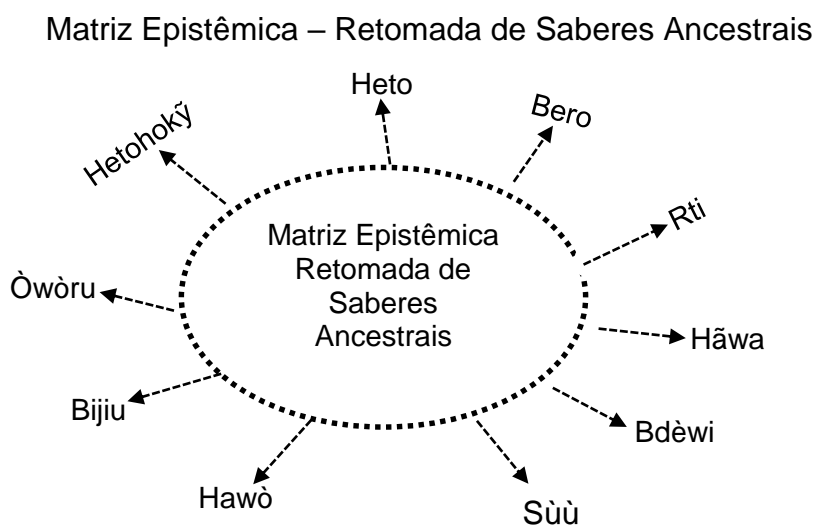 Matriz Epistêmica – Retomada de Saberes Ancestrais
Heto
Bero
Hetohokỹ
Rti
Matriz Epistêmica
Retomada de
Saberes
Ancestrais
Òwòru
Hãwa
Bijiu
Bdèwi
Hawò
Sùù